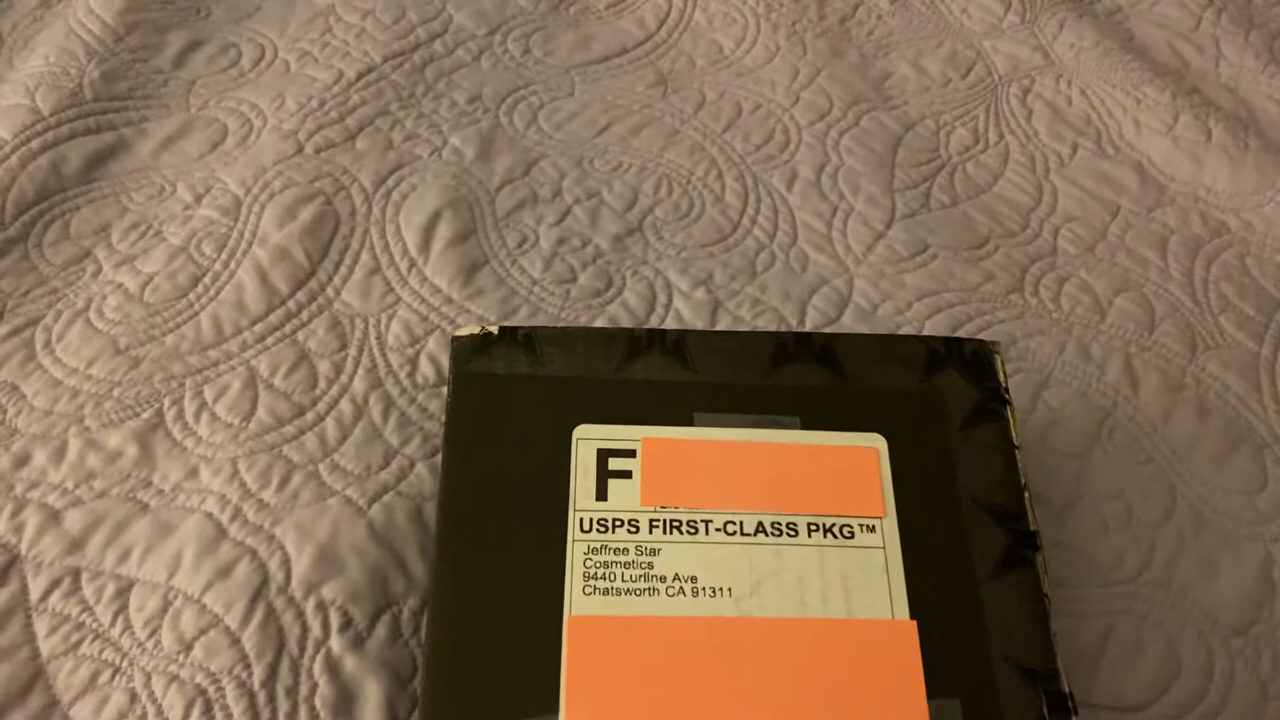 F
USPS FIRST-CLASS PKG™
Jeffree Star
Cosmetics
9440 Lurline Ave
Chatsworth CA 91311